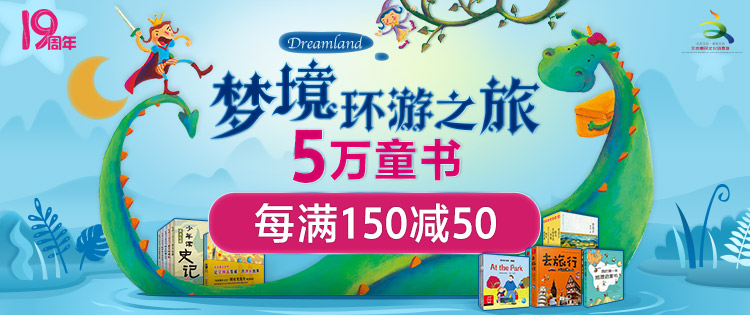 19周年
Dreamland
梦境环游之旅
5万童书
每满150减50
少年读
史记
At the Park
去旅行